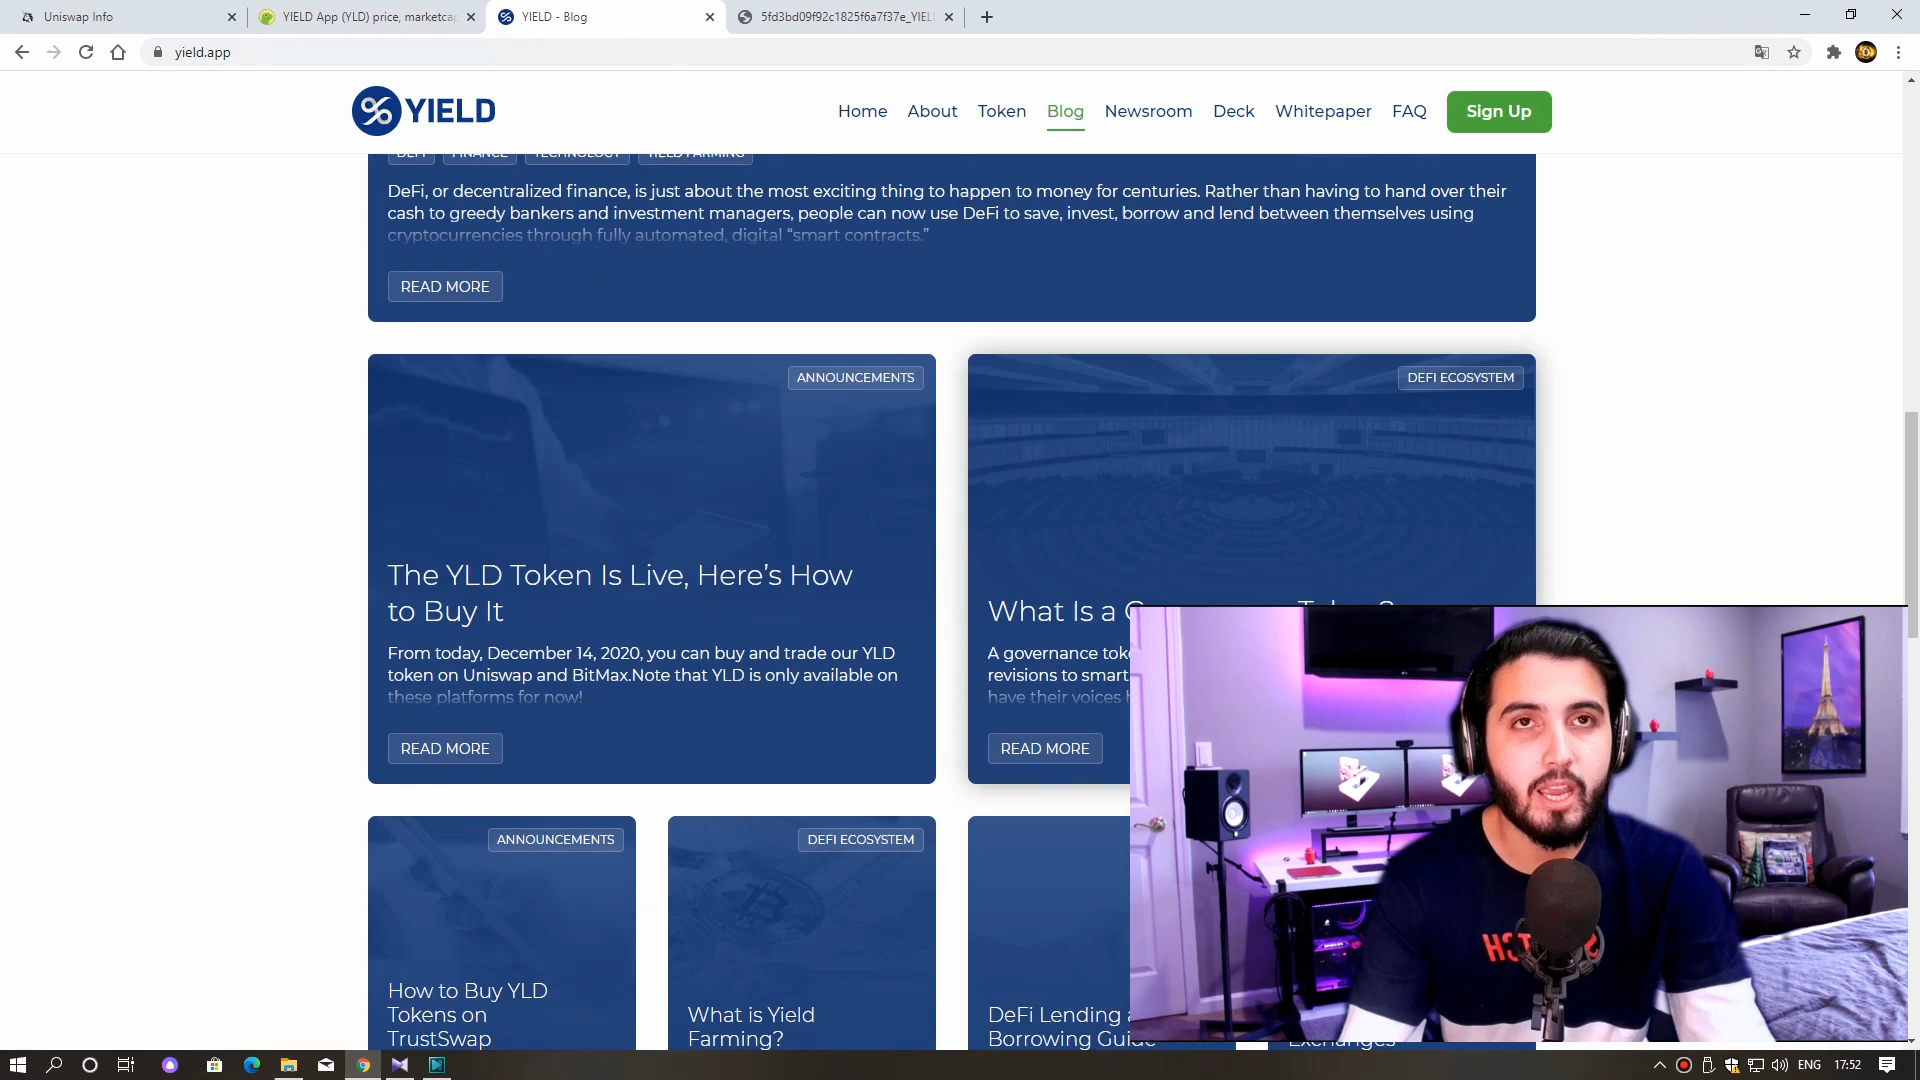 Uniswap Info
YIELD App (YLD) price, marketcap
YIELD - Blog
5fd3bd09f92c1825f6a7f37e_YIEL
yield.app
YIELD
Home
About
Token
Blog
Newsroom
Deck
Whitepaper
FAQ
Sign Up
DEFI
FINANCE
TECHNOLOGY
YIELD FARMING
DeFi, or decentralized finance, is just about the most exciting thing to happen to money for centuries. Rather than having to hand over their
cash to greedy bankers and investment managers, people can now use DeFi to save, invest, borrow and lend between themselves using
cryptocurrencies through fully automated, digital “smart contracts.”
READ MORE
ANNOUNCEMENTS
The YLD Token Is Live, Here’s How
to Buy It
From today, December 14, 2020, you can buy and trade our YLD
token on Uniswap and BitMax.Note that YLD is only available on
these platforms for now!
READ MORE
DEFI ECOSYSTEM
What Is a
A governance
revisions to smart
have their voices
READ MORE
ANNOUNCEMENTS
How to Buy YLD
Tokens on
TrustSwap
DEFI ECOSYSTEM
What is Yield
Farming?
DeFi Lending
Borrowing Guide
Exchanges
ENG
17:52